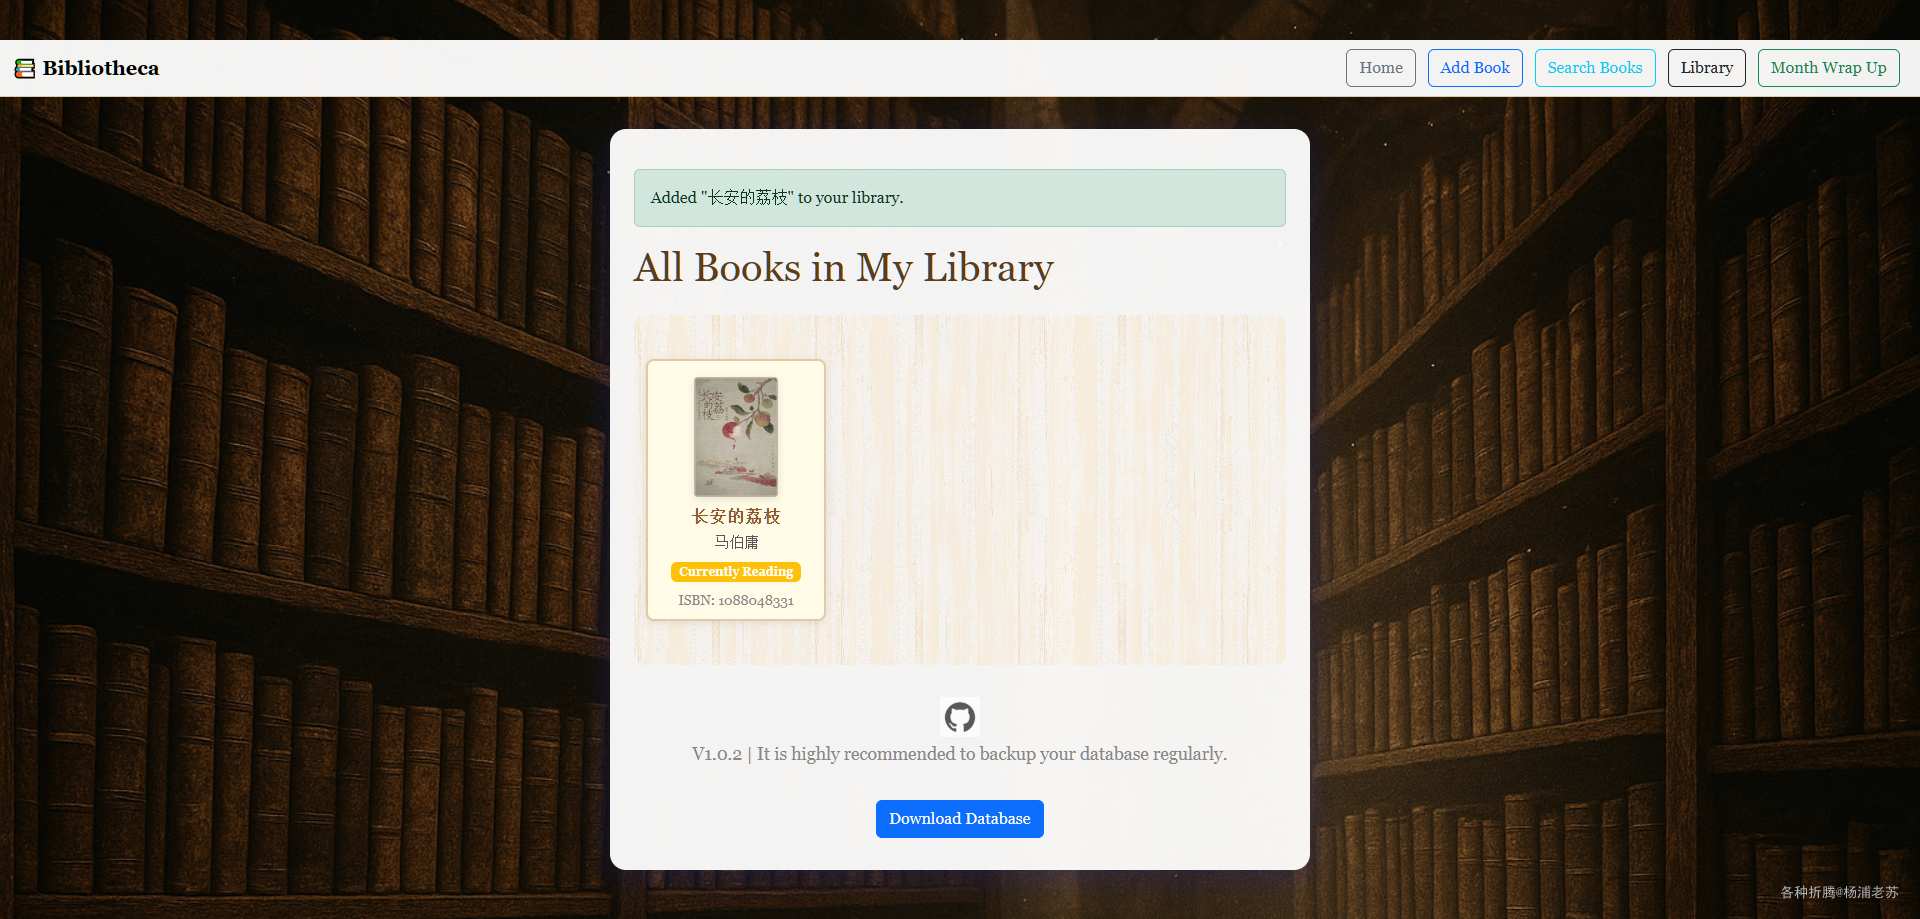 Bibliotheca
Home
Add Book
Search Books
Library
Month Wrap Up
Added "长安的荔枝" to your library.
All Books in My Library
长安的荔枝
马伯庸
Currently Reading
ISBN: 1088048331
V1.0.2 | It is highly recommended to backup your database regularly.
Download Database
各种折腾@杨浦老苏